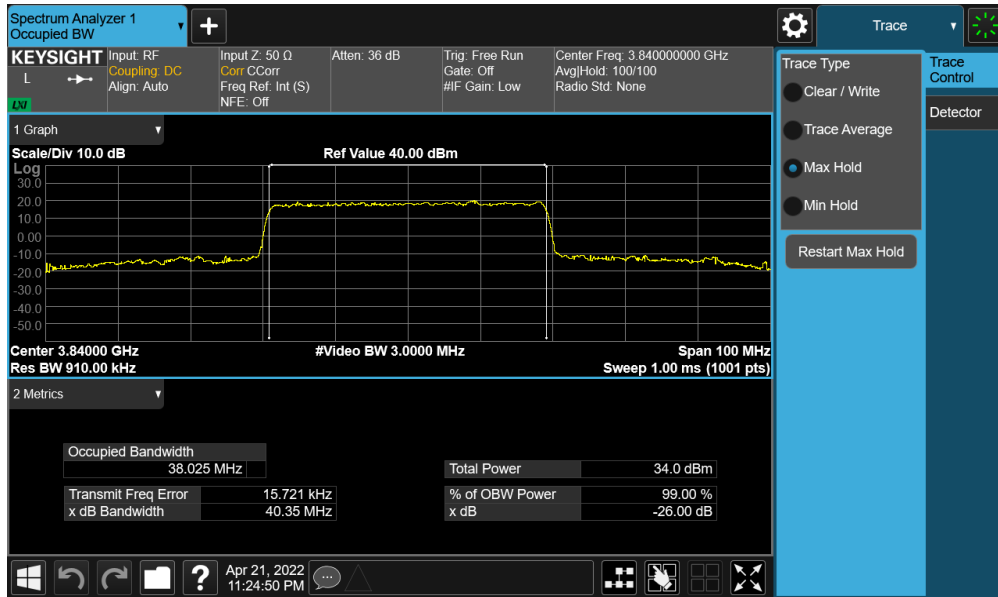 Spectrum Analyzer 1
Occupied BW
+
Trace
KEYSIGHT Input: RF Input Z: 50 Ω Atten: 36 dB Trig: Free Run Center Freq: 3.840000000 GHz
L Coupling: DC Corr CCorr Gate: Off Avg|Hold: 100/100
Align: Auto Freq Ref: Int (S) #IF Gain: Low Radio Std: None
LXI NFE: Off
Trace Type
Clear / Write
Trace Average
Max Hold
Min Hold
Restart Max Hold
Trace
Control
Detector
1 Graph
Scale/Div 10.0 dB Ref Value 40.00 dBm
Log
30.0
20.0
10.0
0.00
-10.0
-20.0
-30.0
-40.0
-50.0
Center 3.84000 GHz #Video BW 3.0000 MHz Span 100 MHz
Res BW 910.00 kHz Sweep 1.00 ms (1001 pts)
2 Metrics
Occupied Bandwidth
38.025 MHz Total Power 34.0 dBm
Transmit Freq Error 15.721 kHz % of OBW Power 99.00 %
x dB Bandwidth 40.35 MHz x dB -26.00 dB
? Apr 21, 2022
11:24:50 PM